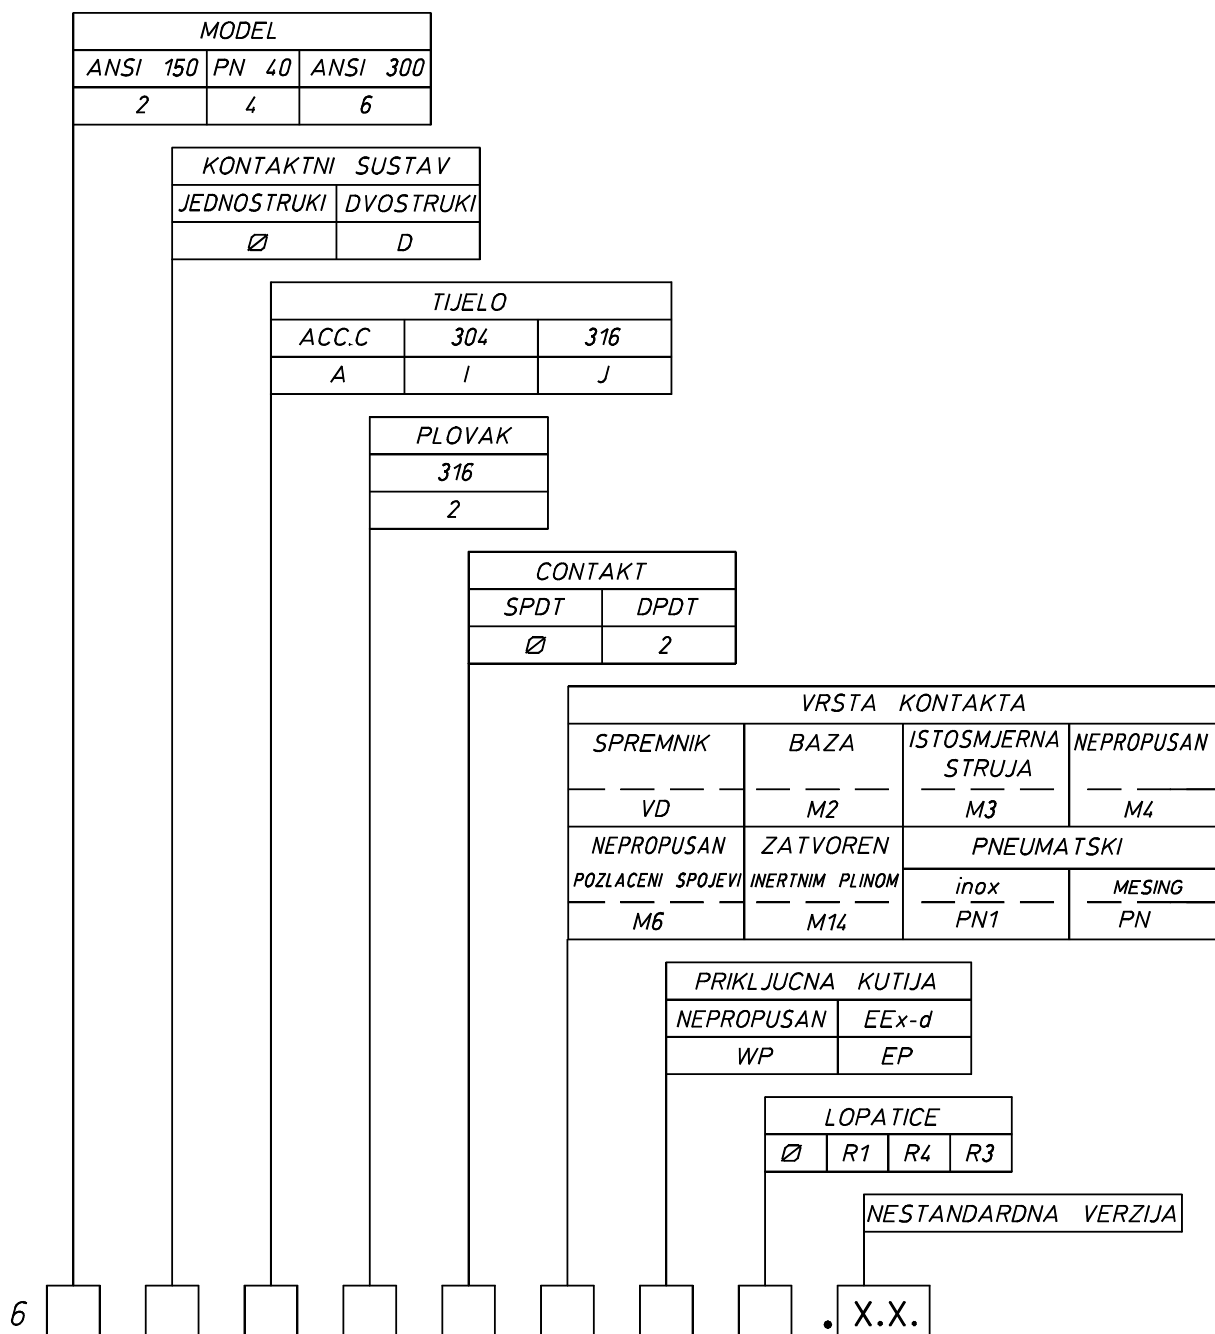 MODEL
ANSI 150 PN 40 ANSI 300
2 4 6
KONTAKTNI SUSTAV
JEDNOSTRUKI DVOSTRUKI
Ø D
TIJELO
ACC.C 304 316
A I J
PLOVAK
316
2
CONTAKT
SPDT DPDT
Ø 2
VRSTA KONTAKTA
SPREMNIK BAZA ISTOSMJERNA NEPROPUSAN
STRUJA
VD M2 M3 M4
NEPROPUSAN ZATVOREN PNEUMATSKI
POZLACENI SPOJEVI INERTNIM PLINOM inox MESING
M6 M14 PN1 PN
PRIKLJUCNA KUTIJA
NEPROPUSAN EEx-d
WP EP
LOPATICE
Ø R1 R4 R3
NESTANDARDNA VERZIJA
6 . X.X.